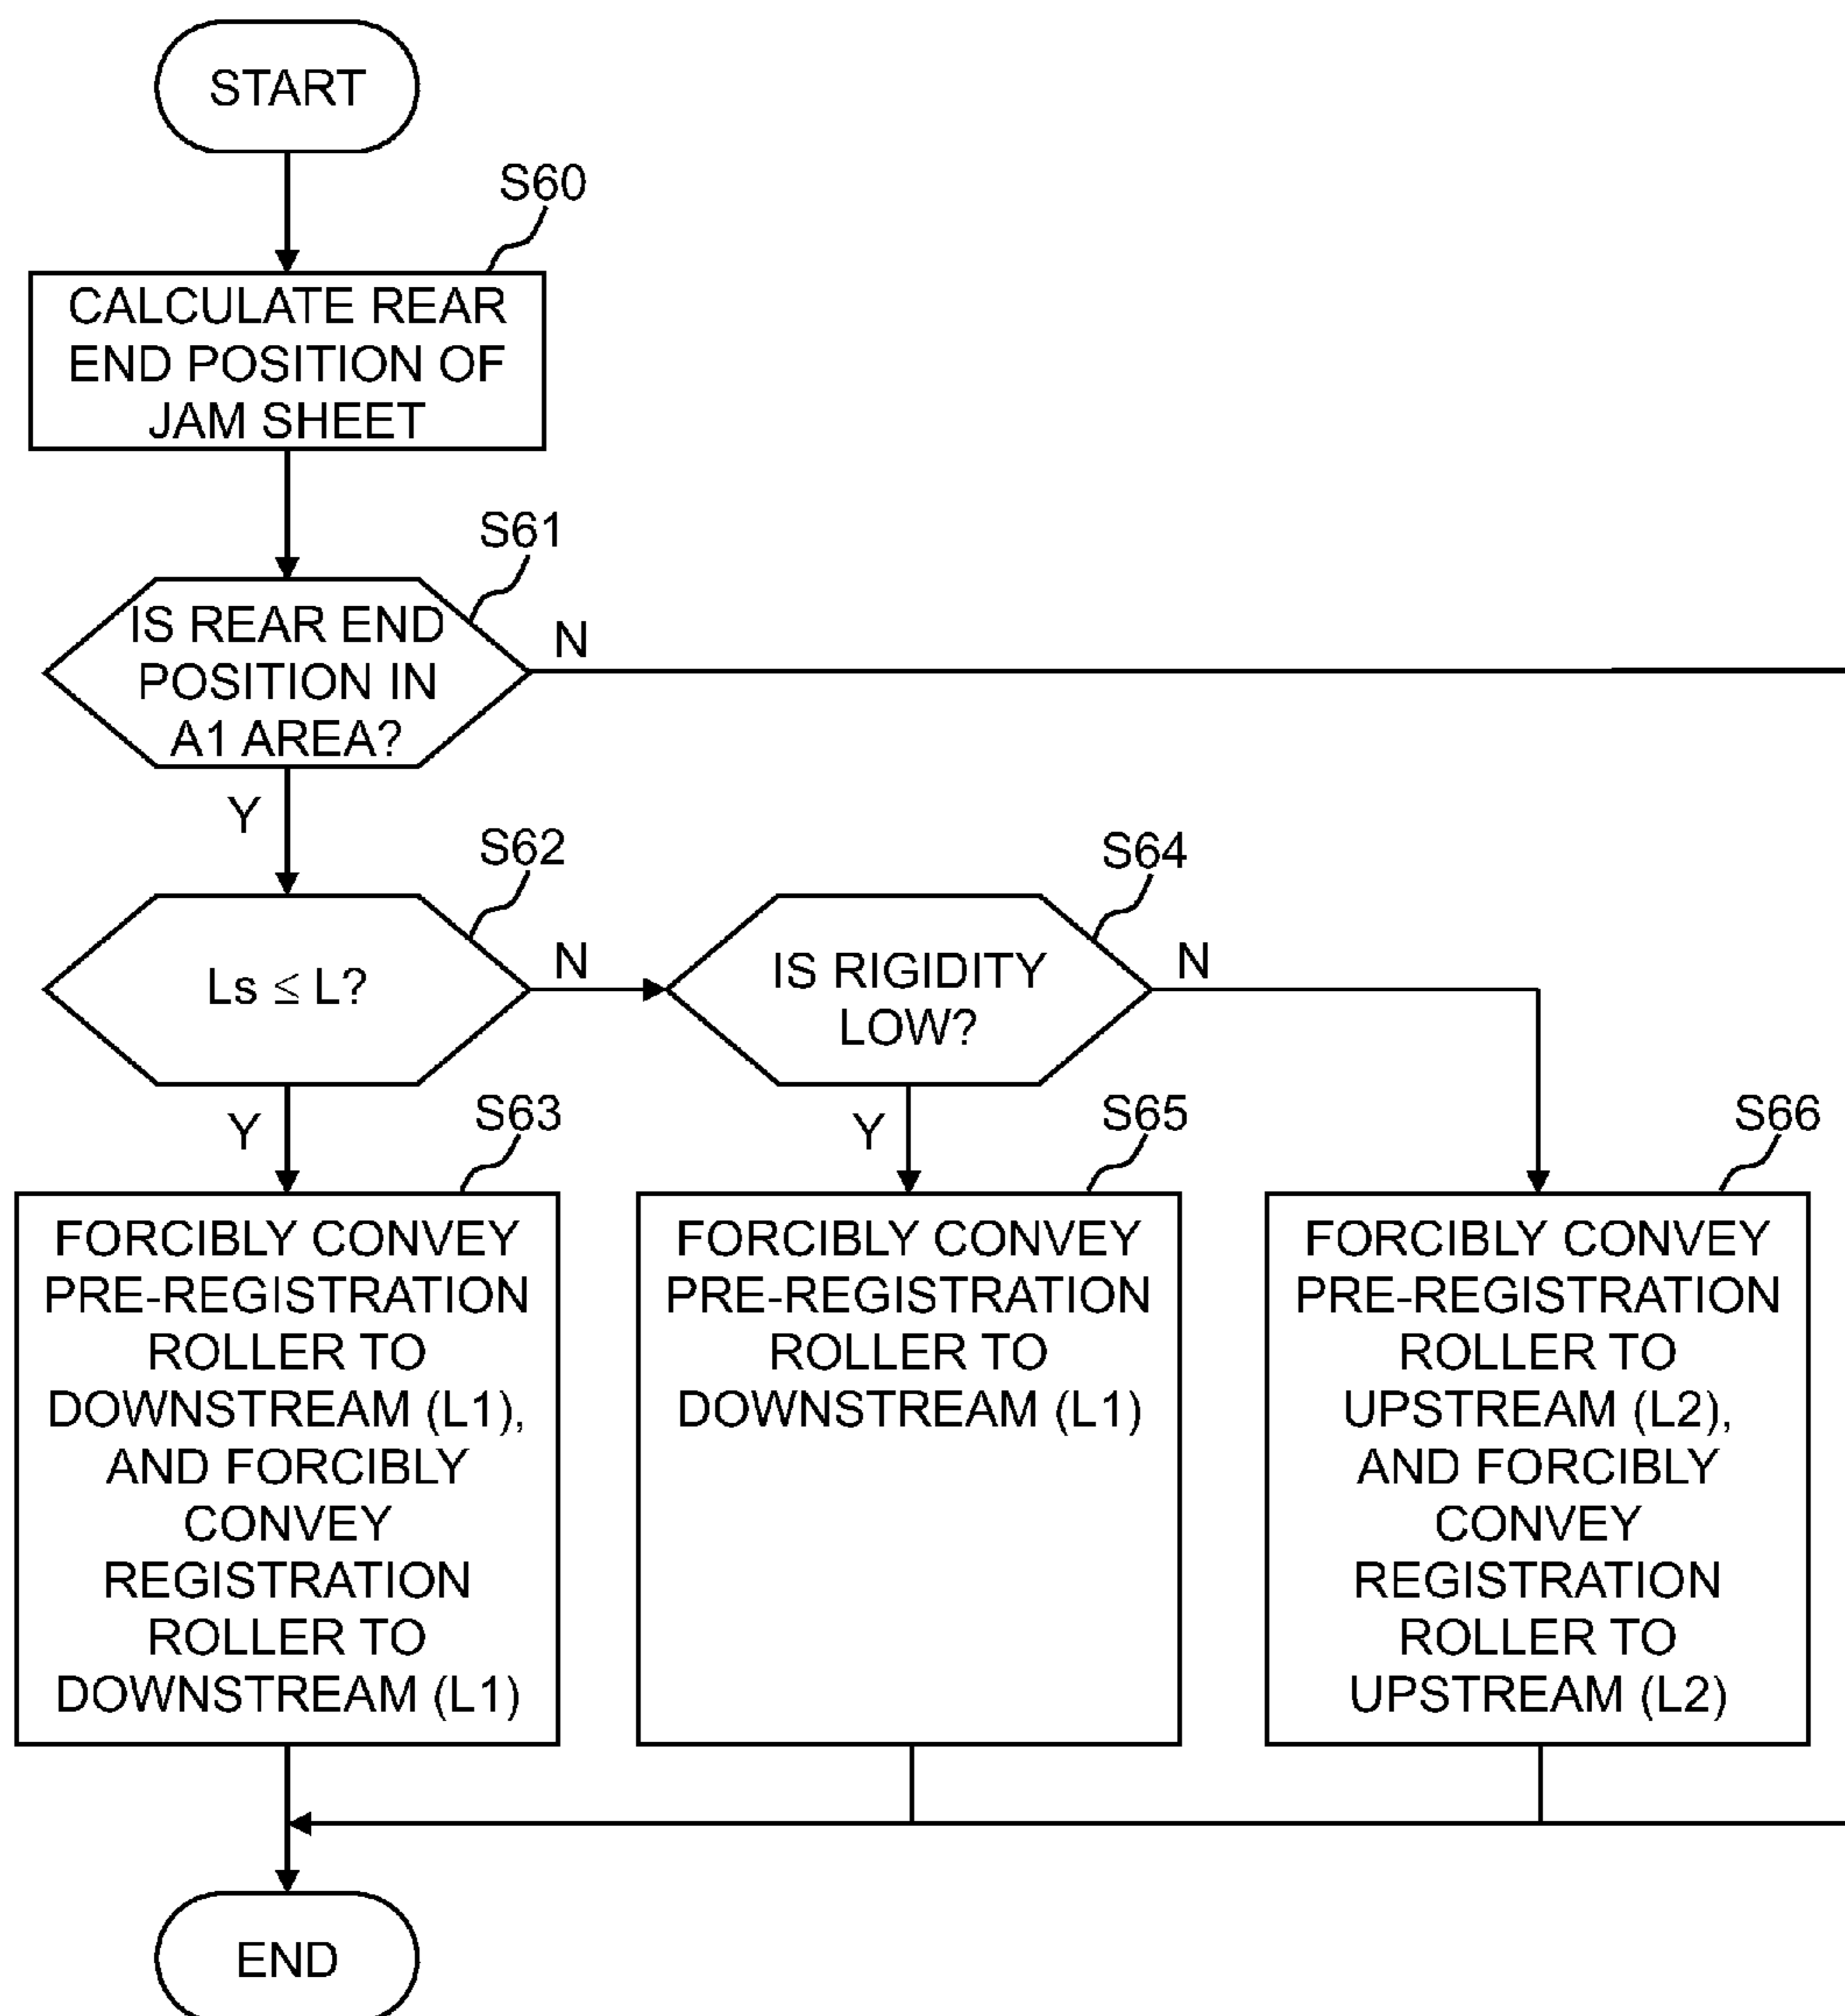 START
S60
CALCULATE REAR
END POSITION OF
JAM SHEET
S61
IS REAR END
POSITION IN
A1 AREA?
N
Y
S62
Ls ≤ L?
N
Y
S64
IS RIGIDITY
LOW?
N
Y
S63
FORCIBLY CONVEY
PRE-REGISTRATION
ROLLER TO
DOWNSTREAM (L1),
AND FORCIBLY
CONVEY
REGISTRATION
ROLLER TO
DOWNSTREAM (L1)
S65
FORCIBLY CONVEY
PRE-REGISTRATION
ROLLER TO
DOWNSTREAM (L1)
S66
FORCIBLY CONVEY
PRE-REGISTRATION
ROLLER TO
UPSTREAM (L2),
AND FORCIBLY
CONVEY
REGISTRATION
ROLLER TO
UPSTREAM (L2)
END